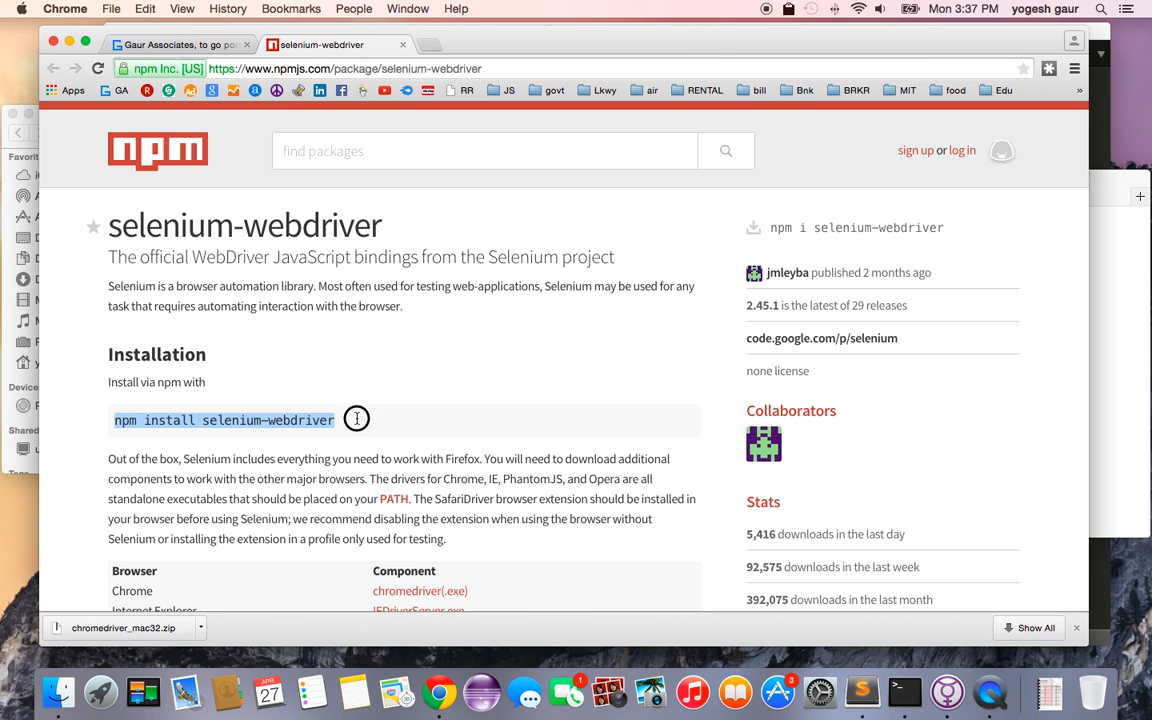 Chrome File Edit View History Bookmarks People Window Help
Mon 3:37 PM yogesh gaur
Gaur Associates, to go po
selenium-webdriver
npm Inc. [US] https://www.npmjs.com/package/selenium-webdriver
Apps GA RR JS govt Lkwy air RENTAL bill Bnk BRKR MIT food Edu »
Favorit
Device
Shared
npm
find packages
sign up or log in
selenium-webdriver
The official WebDriver JavaScript bindings from the Selenium project
Selenium is a browser automation library. Most often used for testing web-applications, Selenium may be used for any
task that requires automating interaction with the browser.
Installation
Install via npm with
npm install selenium-webdriver
Out of the box, Selenium includes everything you need to work with Firefox. You will need to download additional
components to work with the other major browsers. The drivers for Chrome, IE, PhantomJS, and Opera are all
standalone executables that should be placed on your PATH. The SafariDriver browser extension should be installed in
your browser before using Selenium; we recommend disabling the extension when using the browser without
Selenium or installing the extension in a profile only used for testing.
Browser Component
Chrome chromedriver(.exe)
Internet Explorer IEDriverServer.exe
npm i selenium-webdriver
jmleyba published 2 months ago
2.45.1 is the latest of 29 releases
code.google.com/p/selenium
none license
Collaborators
Stats
5,416 downloads in the last day
92,575 downloads in the last week
392,075 downloads in the last month
chromedriver_mac32.zip
Show All
APR
27
1
3